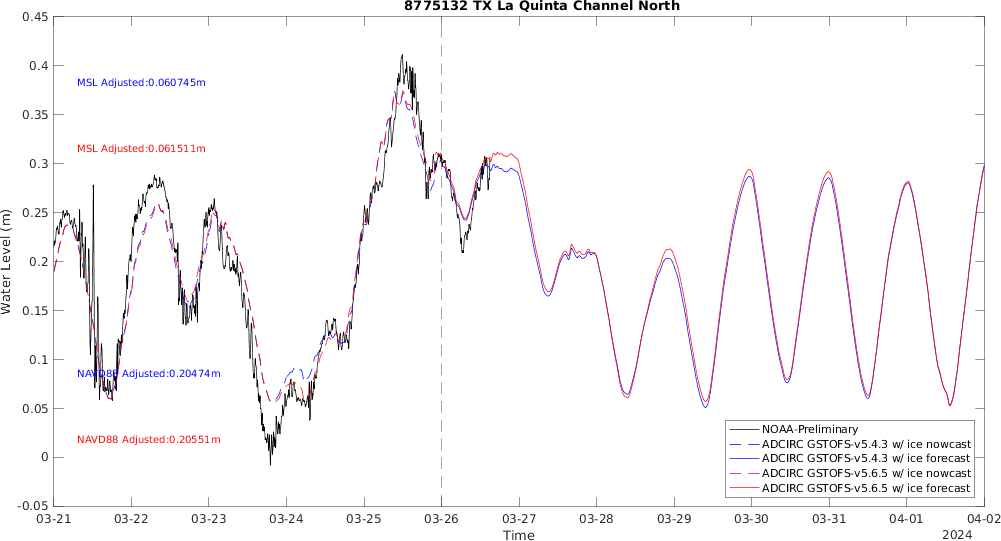 8775132 TX La Quinta Channel North
0.45
0.4
0.35
0.3
0.25
0.2
0.15
0.1
0.05
0
-0.05
Water Level (m)
MSL Adjusted:0.060745m
MSL Adjusted:0.061511m
NAVD88 Adjusted:0.20474m
NAVD88 Adjusted:0.20551m
NOAA-Preliminary
ADCIRC GSTOFS-v5.4.3 w/ ice nowcast
ADCIRC GSTOFS-v5.4.3 w/ ice forecast
ADCIRC GSTOFS-v5.6.5 w/ ice nowcast
ADCIRC GSTOFS-v5.6.5 w/ ice forecast
03-21 03-22 03-23 03-24 03-25 03-26 03-27 03-28 03-29 03-30 03-31 04-01 04-02
Time
2024